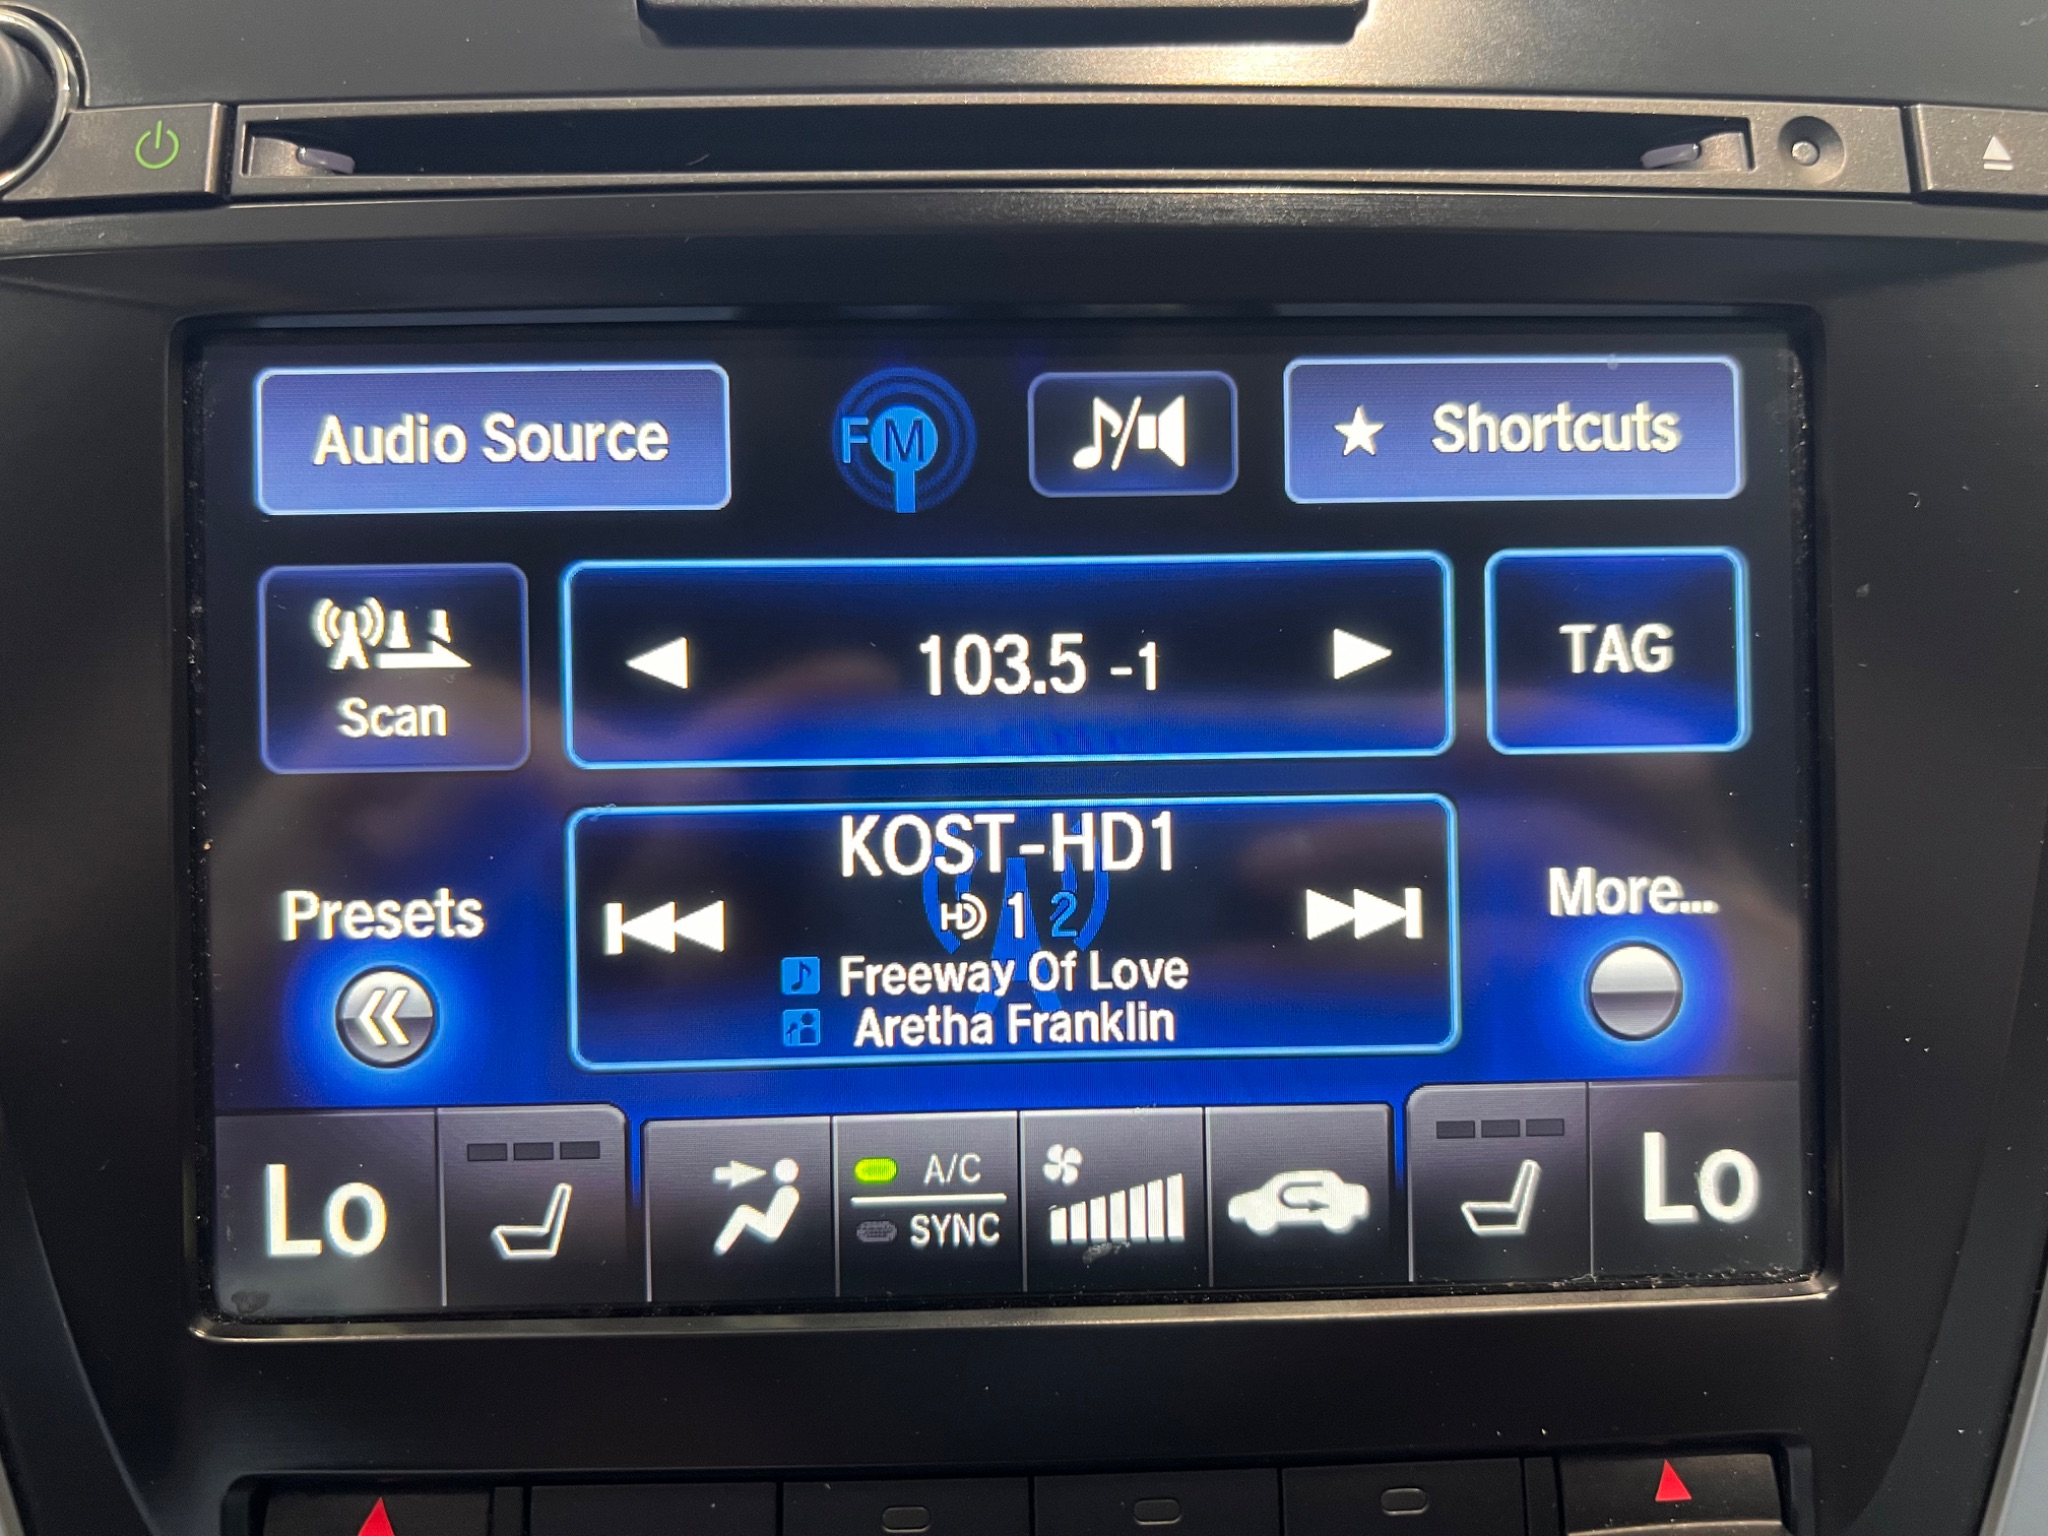 Audio Source
FM
Shortcuts
Scan
103.5 -1
TAG
KOST-HD1
HD 1 2
Presets
More...
Freeway Of Love
Aretha Franklin
Lo
A/C
SYNC
Lo